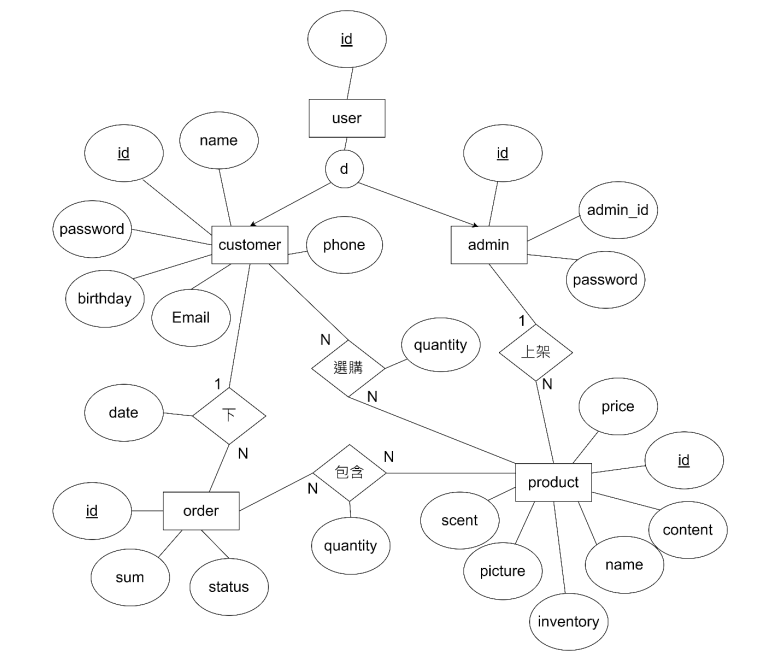 id
user
d
name
id
id
password
customer
phone
admin
admin_id
password
birthday
Email
1
N
選購
quantity
上架
N
N
1
date
下
N
price
N
包含
N
product
id
id
order
scent
content
sum
status
quantity
picture
name
inventory